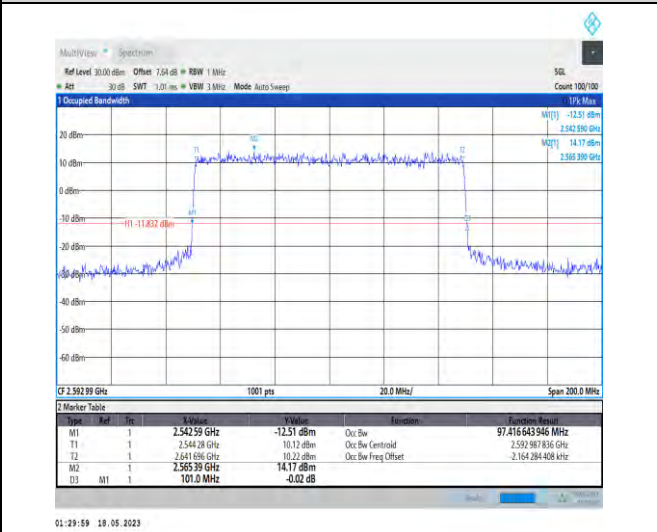 MultiView Spectrum
Ref Level 30.00 dBm Offset 7.64 dB RBW 1 MHz SGL
Att 30 dB SWT 1.01 ms VBW 3 MHz Mode Auto Sweep Count 100/100
1 Occupied Bandwidth 1Pk Max
M1[1] -12.51 dBm
2.542 590 GHz
M2[1] 14.17 dBm
2.565 390 GHz
20 dBm
M2
T1 T2
10 dBm
0 dBm
M1
-10 dBm
H1 -11.832 dBm
D3
-20 dBm
-30 dBm
-40 dBm
-50 dBm
-60 dBm
CF 2.592 99 GHz 1001 pts 20.0 MHz/ Span 200.0 MHz
2 Marker Table
Type Ref Trc X-Value Y-Value Function Function Result
M1 1 2.542 59 GHz -12.51 dBm Occ Bw 97.416 643 946 MHz
T1 1 2.544 28 GHz 10.12 dBm Occ Bw Centroid 2.592 987 836 GHz
T2 1 2.641 696 GHz 10.22 dBm Occ Bw Freq Offset -2.164 284 408 kHz
M2 1 2.565 39 GHz 14.17 dBm
D3 M1 1 101.0 MHz -0.02 dB
01:29:59 18.05.2023